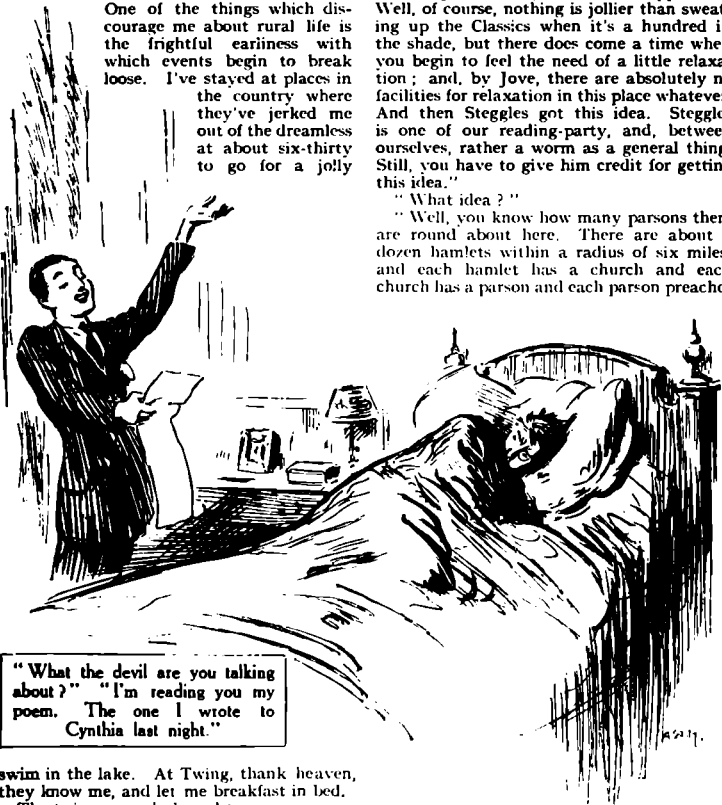 One of the things which dis-
courage me about rural life is
the frightful earliness with
which events begin to break
loose. I've stayed at places in
the country where
they've jerked me
out of the dreamless
at about six-thirty
to go for a jolly
"What the devil are you talking
about?" "I'm reading you my
poem. The one I wrote to
Cynthia last night."
swim in the lake. At Twing, thank heaven,
they know me, and let me breakfast in bed.
Well, of course, nothing is jollier than sweat-
ing up the Classics when it's a hundred i
the shade, but there does come a time whe
you begin to feel the need of a little relaxa
tion; and, by Jove, there are absolutely n
facilities for relaxation in this place whateve
And then Steggles got this idea. Steggle
is one of our reading-party, and, betwee
ourselves, rather a worm as a general thing
Still, you have to give him credit for gettin
this idea."
"What idea?"
"Well, you know how many parsons ther
are round about here. There are about
dozen hamlets within a radius of six miles
and each hamlet has a church and eac
church has a parson and each parson preache